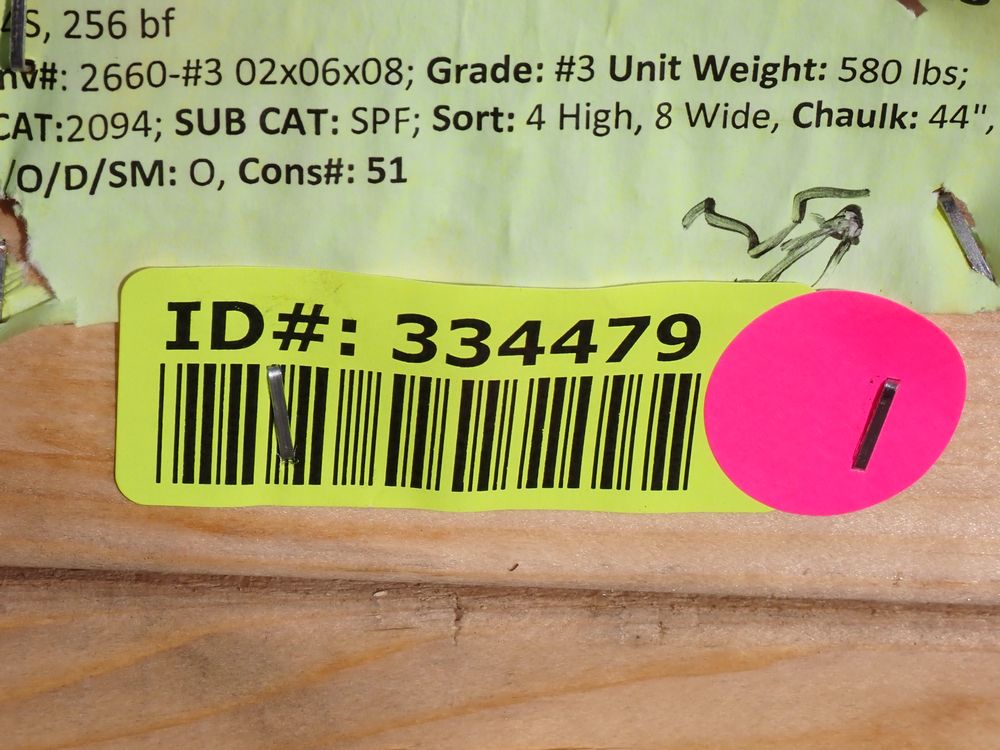 4S, 256 bf
nv#: 2660-#3 02x06x08; Grade: #3 Unit Weight: 580 lbs;
CAT:2094; SUB CAT: SPF; Sort: 4 High, 8 Wide, Chaulk: 44",
/O/D/SM: O, Cons#: 51
ID#: 334479